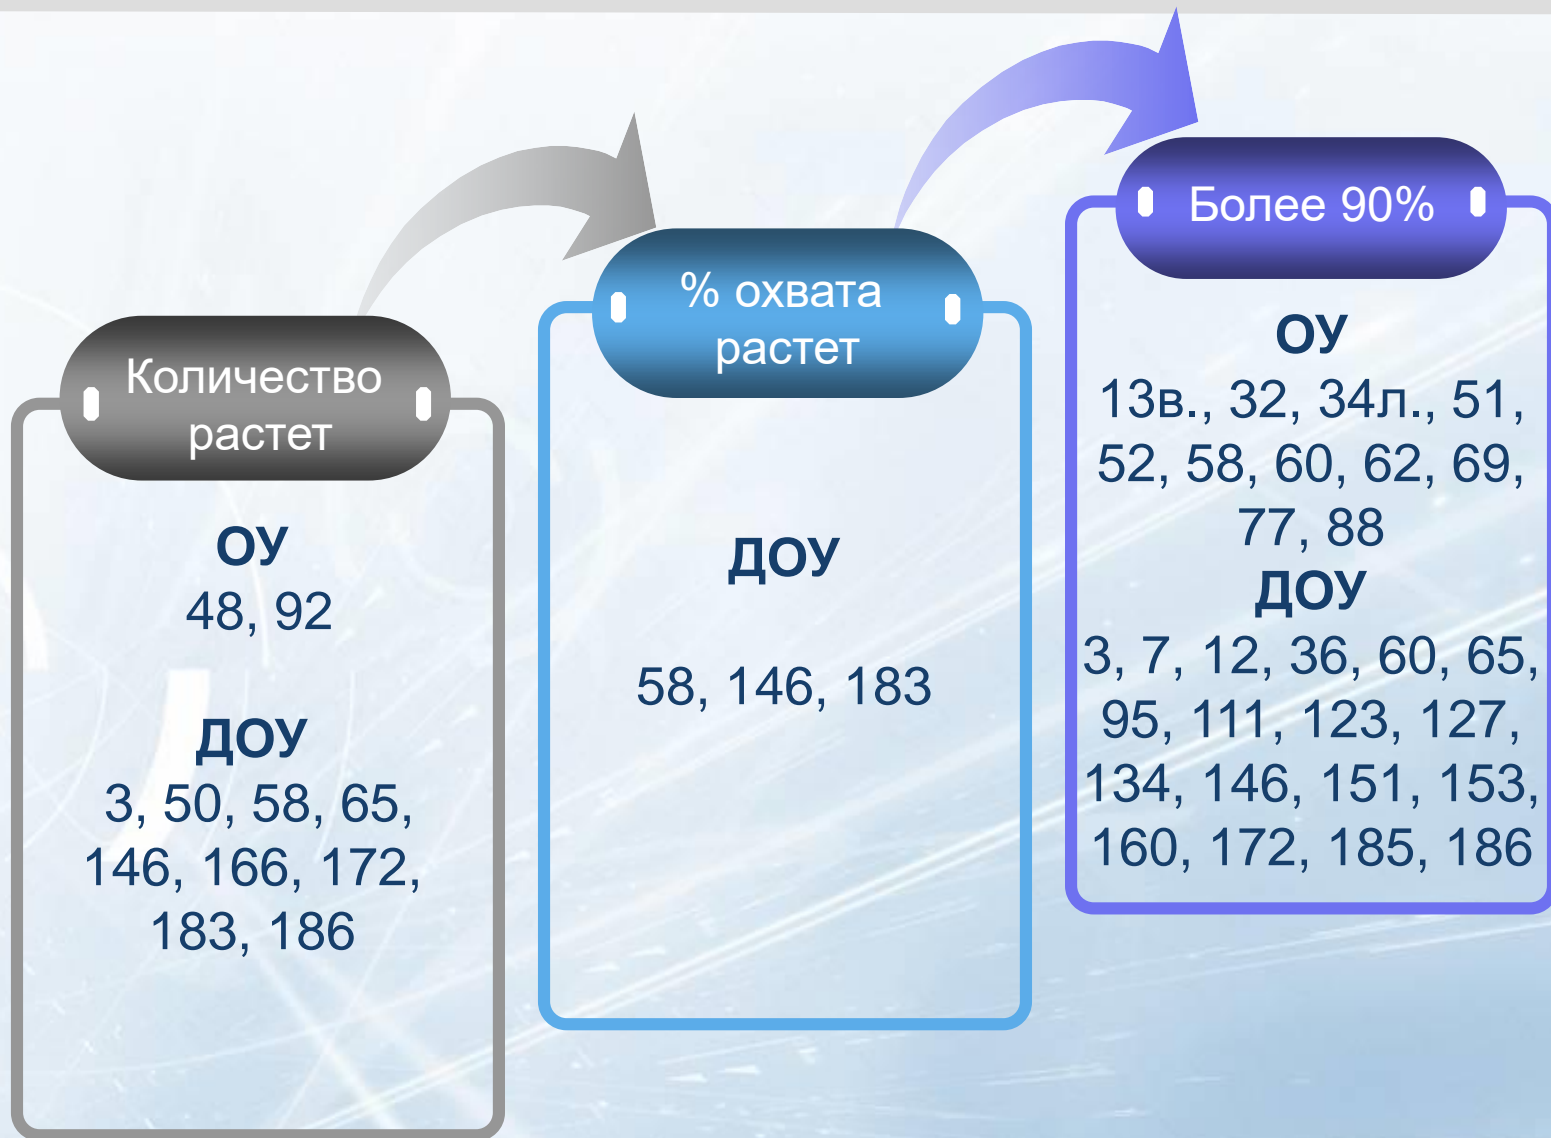 Количество
растет
ОУ
48, 92
ДОУ
3, 50, 58, 65,
146, 166, 172,
183, 186
% охвата
растет
ДОУ
58, 146, 183
Более 90%
ОУ
13в., 32, 34л., 51,
52, 58, 60, 62, 69,
77, 88
ДОУ
3, 7, 12, 36, 60, 65,
95, 111, 123, 127,
134, 146, 151, 153,
160, 172, 185, 186